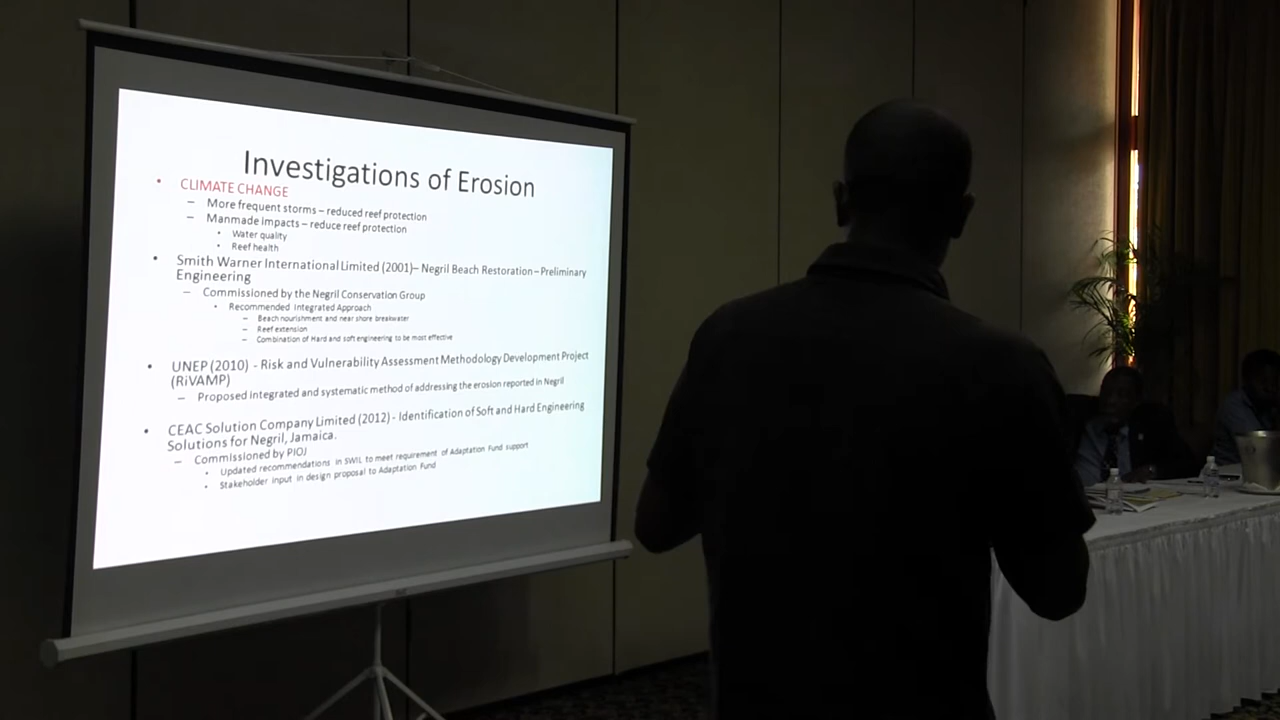 Investigations of Erosion
• CLIMATE CHANGE
– More frequent storms – reduced reef protection
– Manmade impacts – reduce reef protection
• Water quality
• Reef health
• Smith Warner International Limited (2001)– Negril Beach Restoration – Preliminary
Engineering
– Commissioned by the Negril Conservation Group
• Recommended Integrated Approach
– Beach nourishment and near shore breakwater
– Reef extension
– Combination of Hard and soft engineering to be most effective
• UNEP (2010) - Risk and Vulnerability Assessment Methodology Development Project
(RiVAMP)
– Proposed integrated and systematic method of addressing the erosion reported in Negril
• CEAC Solution Company Limited (2012) - Identification of Soft and Hard Engineering
Solutions for Negril, Jamaica.
– Commissioned by PIOJ
• Updated recommendations in SWIL to meet requirement of Adaptation Fund support
• Stakeholder input in design proposal to Adaptation Fund